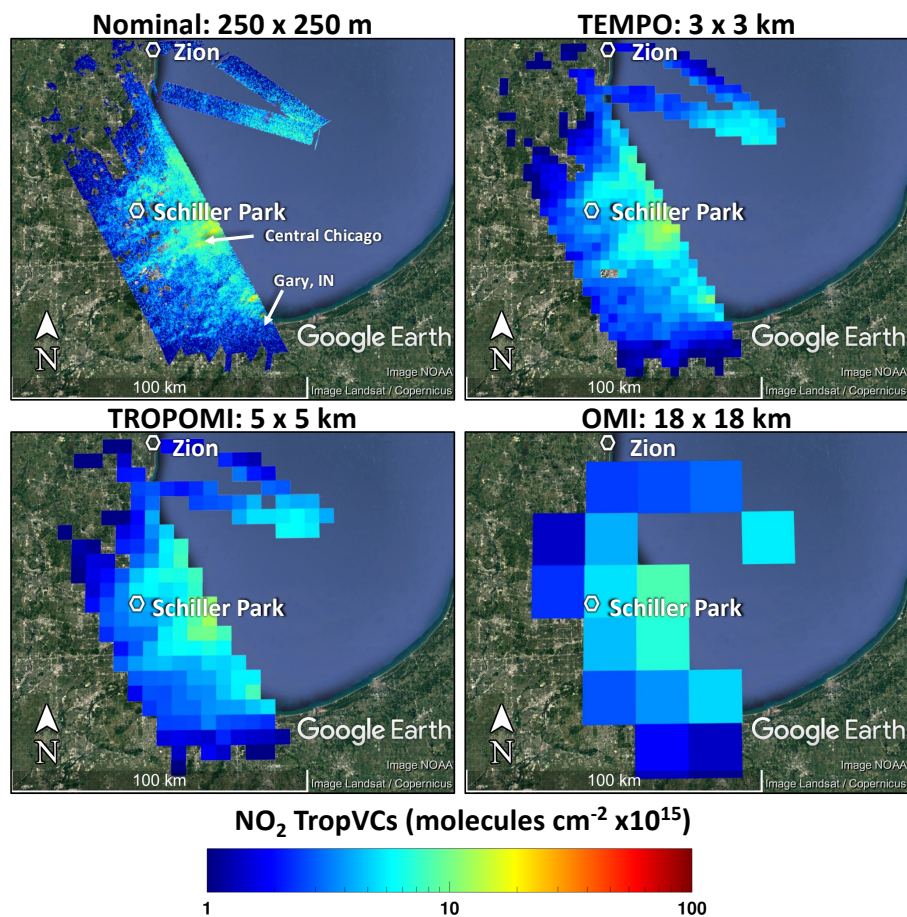 Nominal: 250 x 250 m
Zion
Schiller Park
Central Chicago
Gary, IN
N
Google Earth
Image NOAA
100 km
Image Landsat / Copernicus
TEMPO: 3 x 3 km
Zion
Schiller Park
N
Google Earth
Image NOAA
100 km
Image Landsat / Copernicus
TROPOMI: 5 x 5 km
Zion
Schiller Park
N
Google Earth
Image NOAA
100 km
Image Landsat / Copernicus
OMI: 18 x 18 km
Zion
Schiller Park
N
Google Earth
Image NOAA
100 km
Image Landsat / Copernicus
NO₂ TropVCs (molecules cm⁻² x10¹⁵)
1 10 100